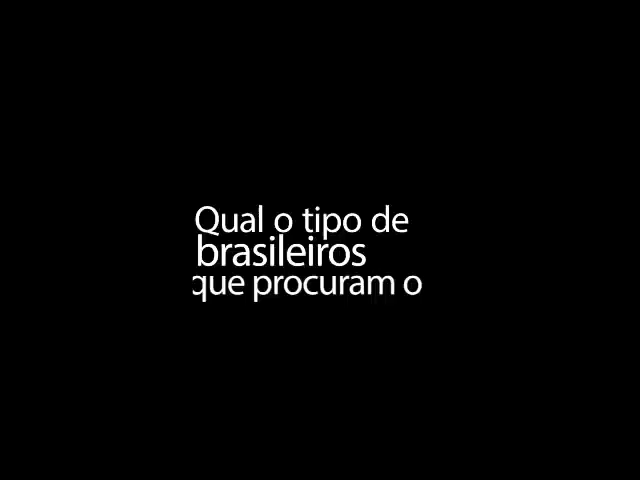 Qual o tipo de
brasileiros
que procuram o